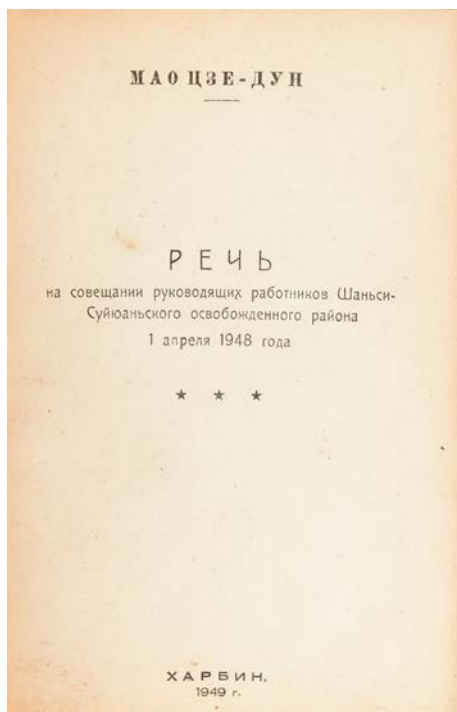 МАО ЦЗЕ-ДУН
РЕЧЬ
на совещании руководящих работников Шаньси-
Суйюаньского освобожденного района
1 апреля 1948 года
★ ★ ★
ХАРБИН,
1949 г.